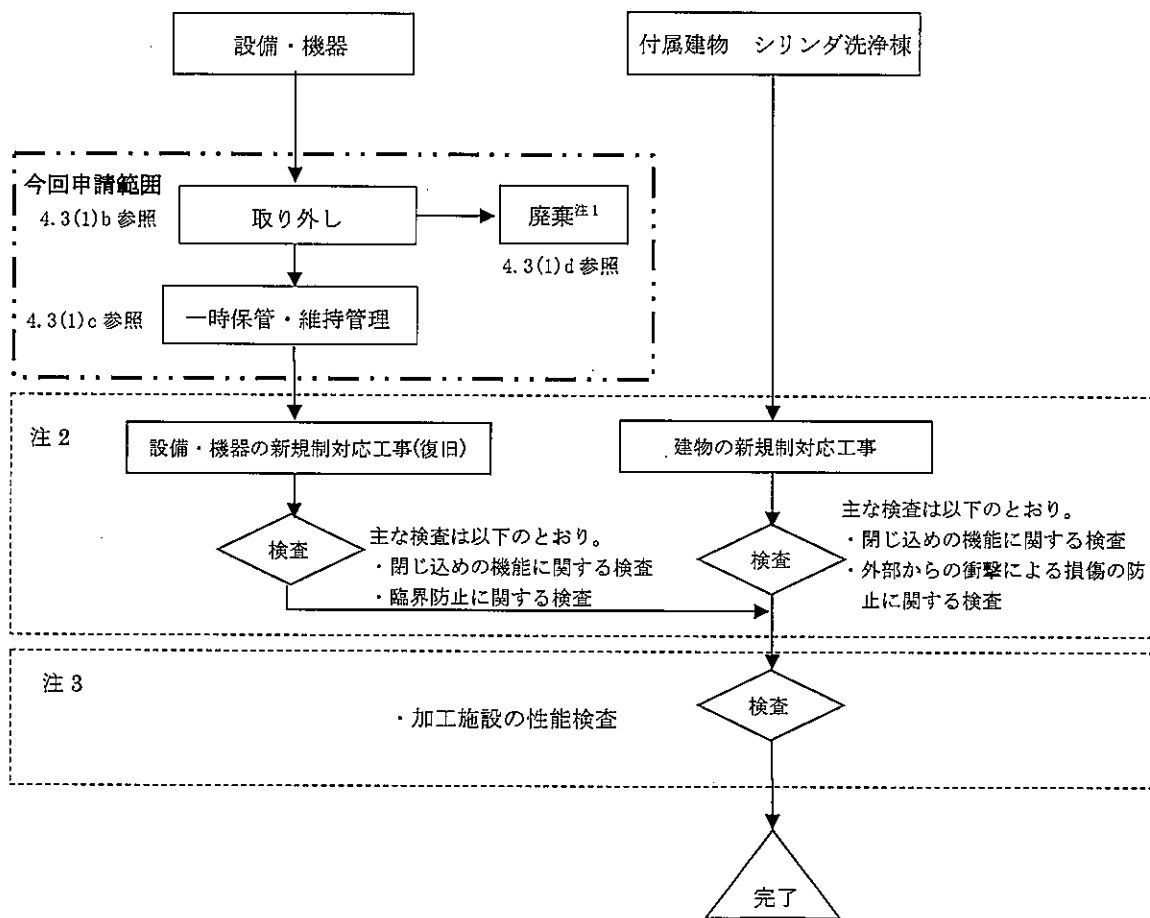 設備・機器
付属建物 シリンダ洗浄棟
今回申請範囲
4.3(1)b 参照
取り外し
廃棄注1
4.3(1)d 参照
4.3(1)c 参照
一時保管・維持管理
注 2
設備・機器の新規制対応工事(復旧)
建物の新規制対応工事
検査
主な検査は以下のとおり。
・閉じ込めの機能に関する検査
・臨界防止に関する検査
検査
主な検査は以下のとおり。
・閉じ込めの機能に関する検査
・外部からの衝撃による損傷の防
止に関する検査
注 3
・加工施設の性能検査
検査
完了